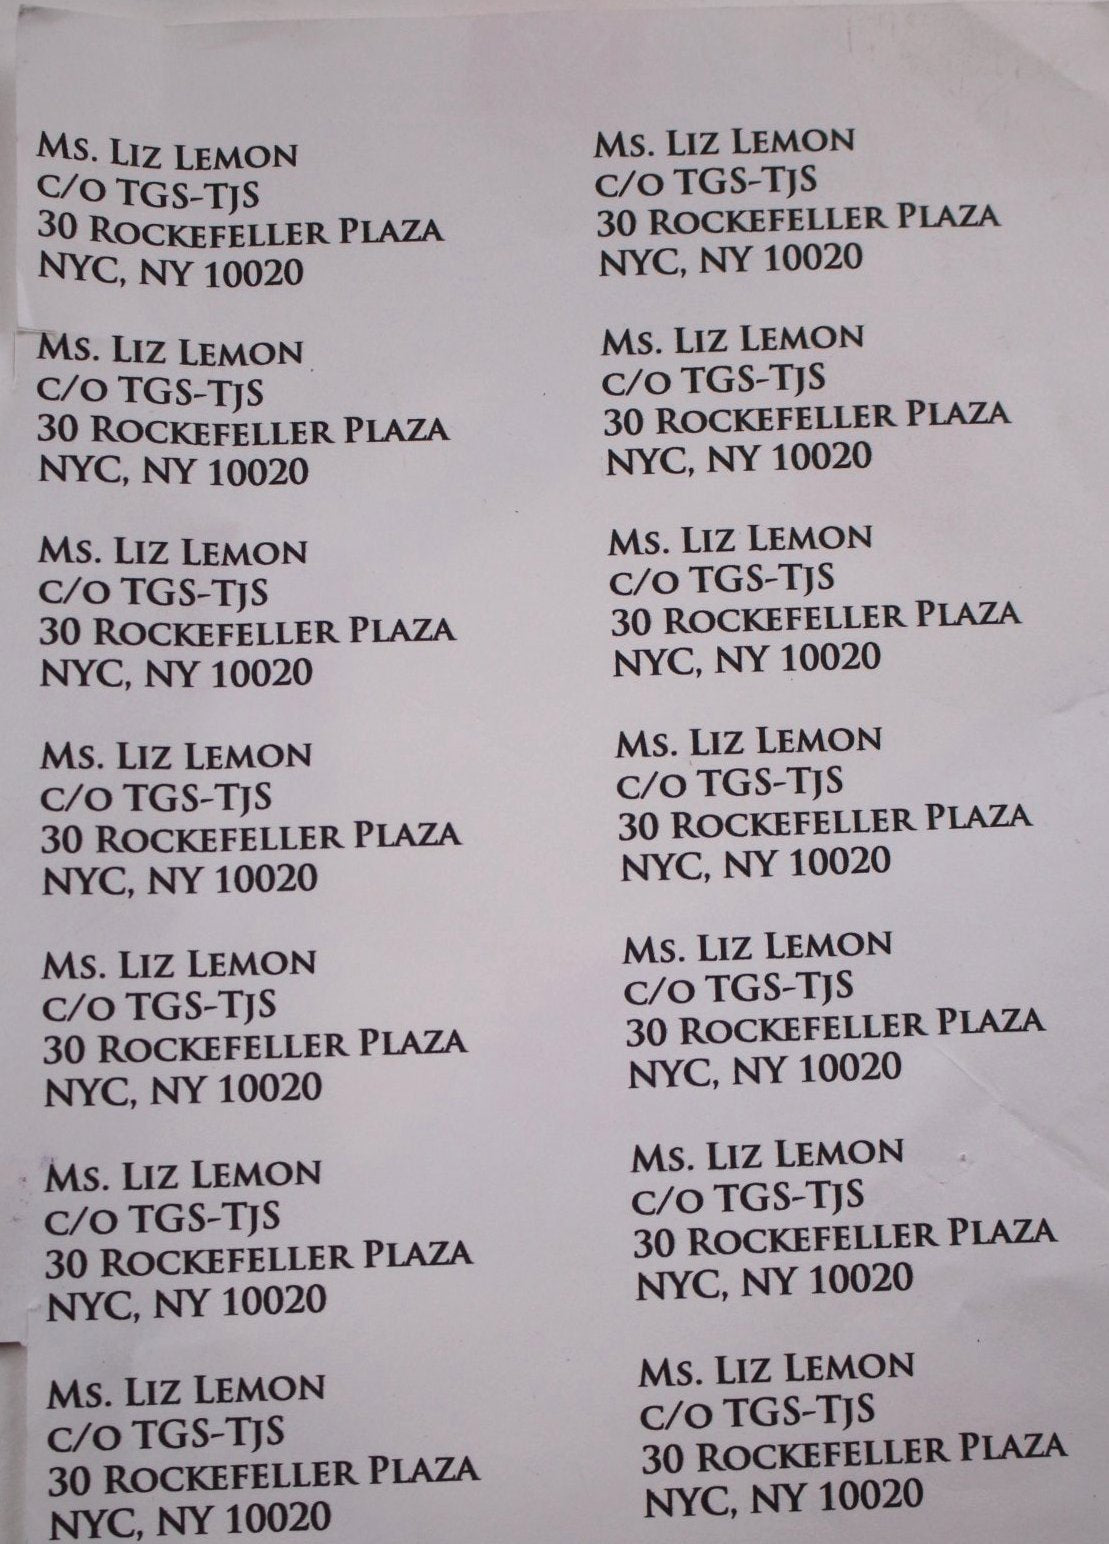 Ms. Liz Lemon
c/o TGS-TJS
30 Rockefeller Plaza
NYC, NY 10020
Ms. Liz Lemon
c/o TGS-TJS
30 Rockefeller Plaza
NYC, NY 10020
Ms. Liz Lemon
c/o TGS-TJS
30 Rockefeller Plaza
NYC, NY 10020
Ms. Liz Lemon
c/o TGS-TJS
30 Rockefeller Plaza
NYC, NY 10020
Ms. Liz Lemon
c/o TGS-TJS
30 Rockefeller Plaza
NYC, NY 10020
Ms. Liz Lemon
c/o TGS-TJS
30 Rockefeller Plaza
NYC, NY 10020
Ms. Liz Lemon
c/o TGS-TJS
30 Rockefeller Plaza
NYC, NY 10020
Ms. Liz Lemon
c/o TGS-TJS
30 Rockefeller Plaza
NYC, NY 10020
Ms. Liz Lemon
c/o TGS-TJS
30 Rockefeller Plaza
NYC, NY 10020
Ms. Liz Lemon
c/o TGS-TJS
30 Rockefeller Plaza
NYC, NY 10020
Ms. Liz Lemon
c/o TGS-TJS
30 Rockefeller Plaza
NYC, NY 10020
Ms. Liz Lemon
c/o TGS-TJS
30 Rockefeller Plaza
NYC, NY 10020
Ms. Liz Lemon
c/o TGS-TJS
30 Rockefeller Plaza
NYC, NY 10020
Ms. Liz Lemon
c/o TGS-TJS
30 Rockefeller Plaza
NYC, NY 10020